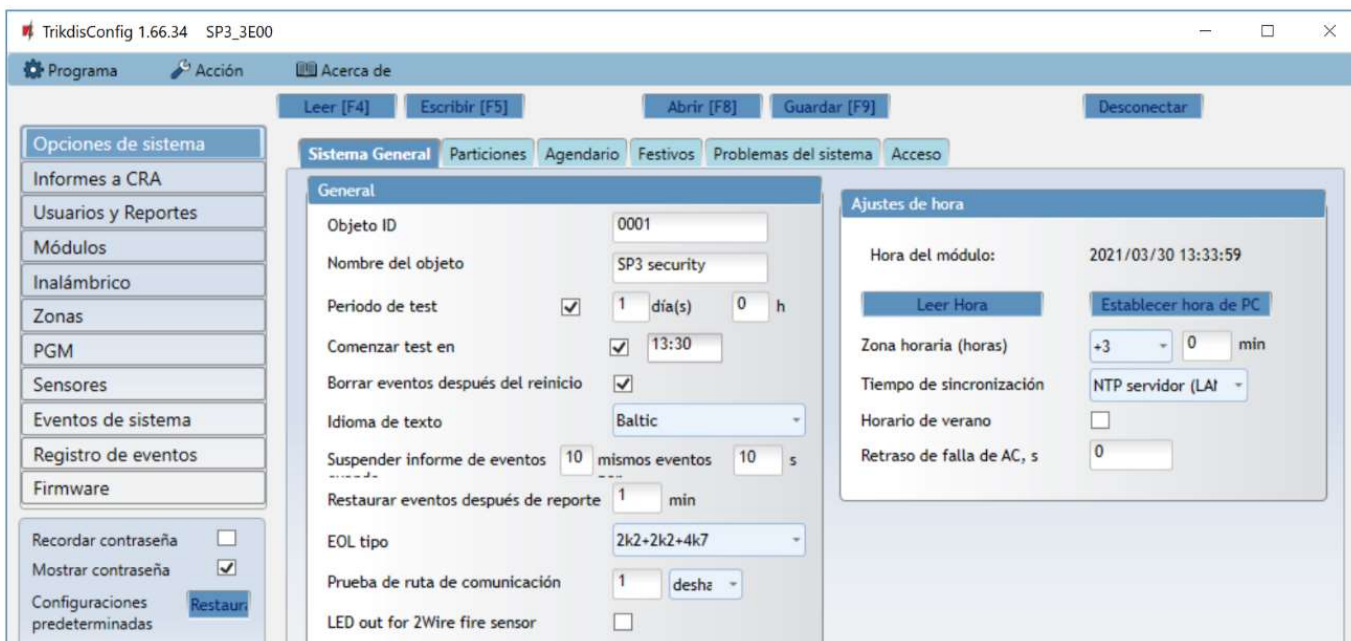 TrikdisConfig 1.66.34 SP3_3E00
Programa Acción Acerca de
Leer [F4] Escribir [F5] Abrir [F8] Guardar [F9] Desconectar
Opciones de sistema
Informes a CRA
Usuarios y Reportes
Módulos
Inalámbrico
Zonas
PGM
Sensores
Eventos de sistema
Registro de eventos
Firmware
Recordar contraseña
Mostrar contraseña
Configuraciones predeterminadas
Restaura
Sistema General Particiones Agendario Festivos Problemas del sistema Acceso
General
Objeto ID 0001
Nombre del objeto SP3 security
Periodo de test 1 día(s) 0 h
Comenzar test en 13:30
Borrar eventos después del reinicio
Idioma de texto Baltic
Suspender informe de eventos 10 mismos eventos 10 s
Restaurar eventos después de reporte 1 min
EOL tipo 2k2+2k2+4k7
Prueba de ruta de comunicación 1 desha
LED out for 2Wire fire sensor
Ajustes de hora
Hora del módulo: 2021/03/30 13:33:59
Leer Hora Establecer hora de PC
Zona horaria (horas) +3 0 min
Tiempo de sincronización NTP servidor (LAN
Horario de verano
Retraso de falla de AC, s 0